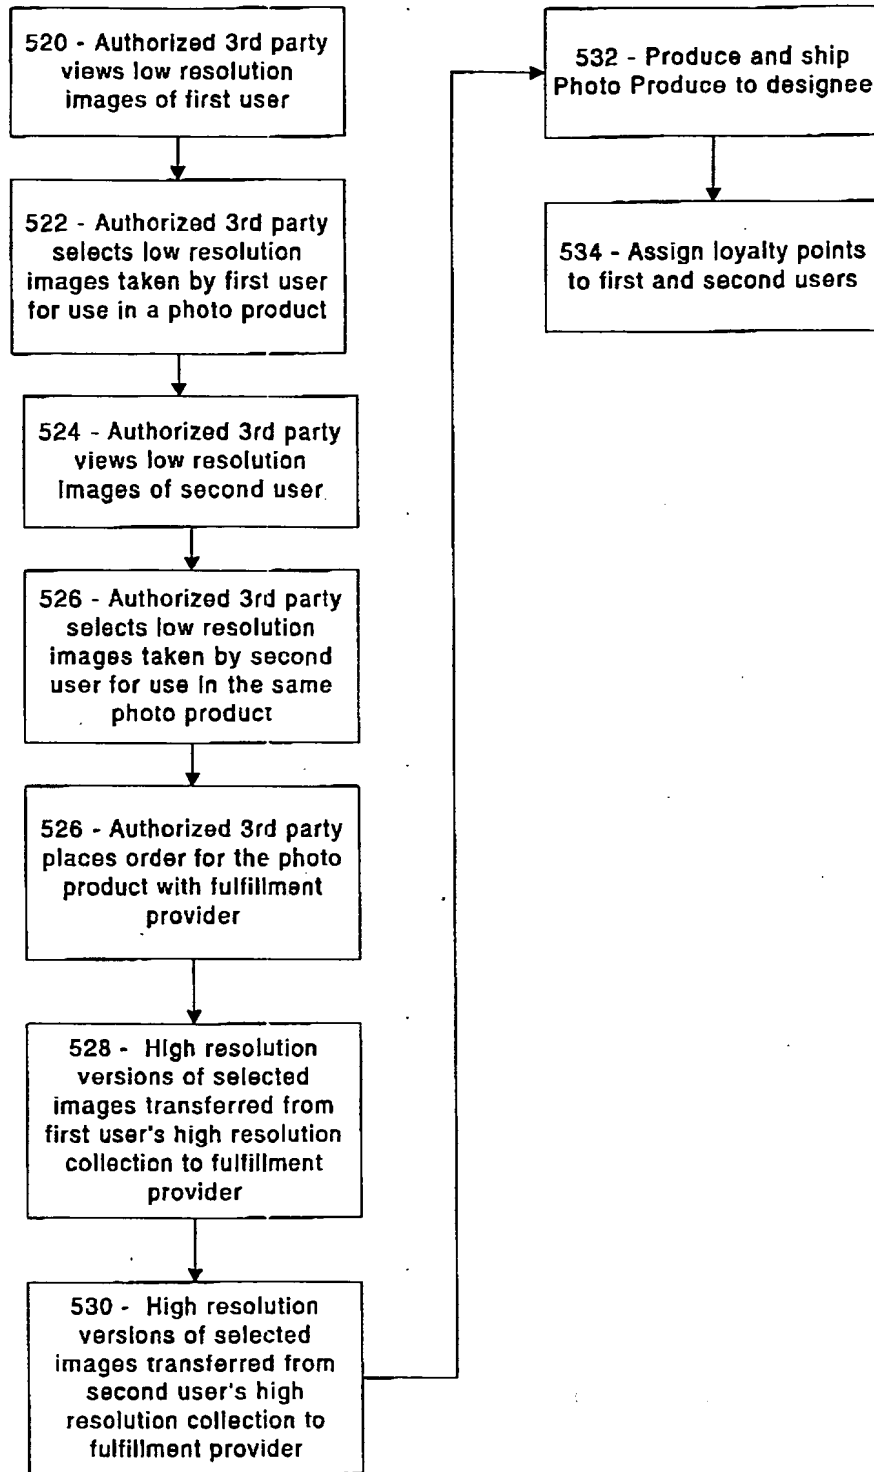 520 - Authorized 3rd party
views low resolution
images of first user
522 - Authorized 3rd party
selects low resolution
images taken by first user
for use in a photo product
524 - Authorized 3rd party
views low resolution
images of second user
526 - Authorized 3rd party
selects low resolution
images taken by second
user for use in the same
photo product
526 - Authorized 3rd party
places order for the photo
product with fulfillment
provider
528 - High resolution
versions of selected
images transferred from
first user's high resolution
collection to fulfillment
provider
530 - High resolution
versions of selected
images transferred from
second user's high
resolution collection to
fulfillment provider
532 - Produce and ship
Photo Produce to designee
534 - Assign loyalty points
to first and second users